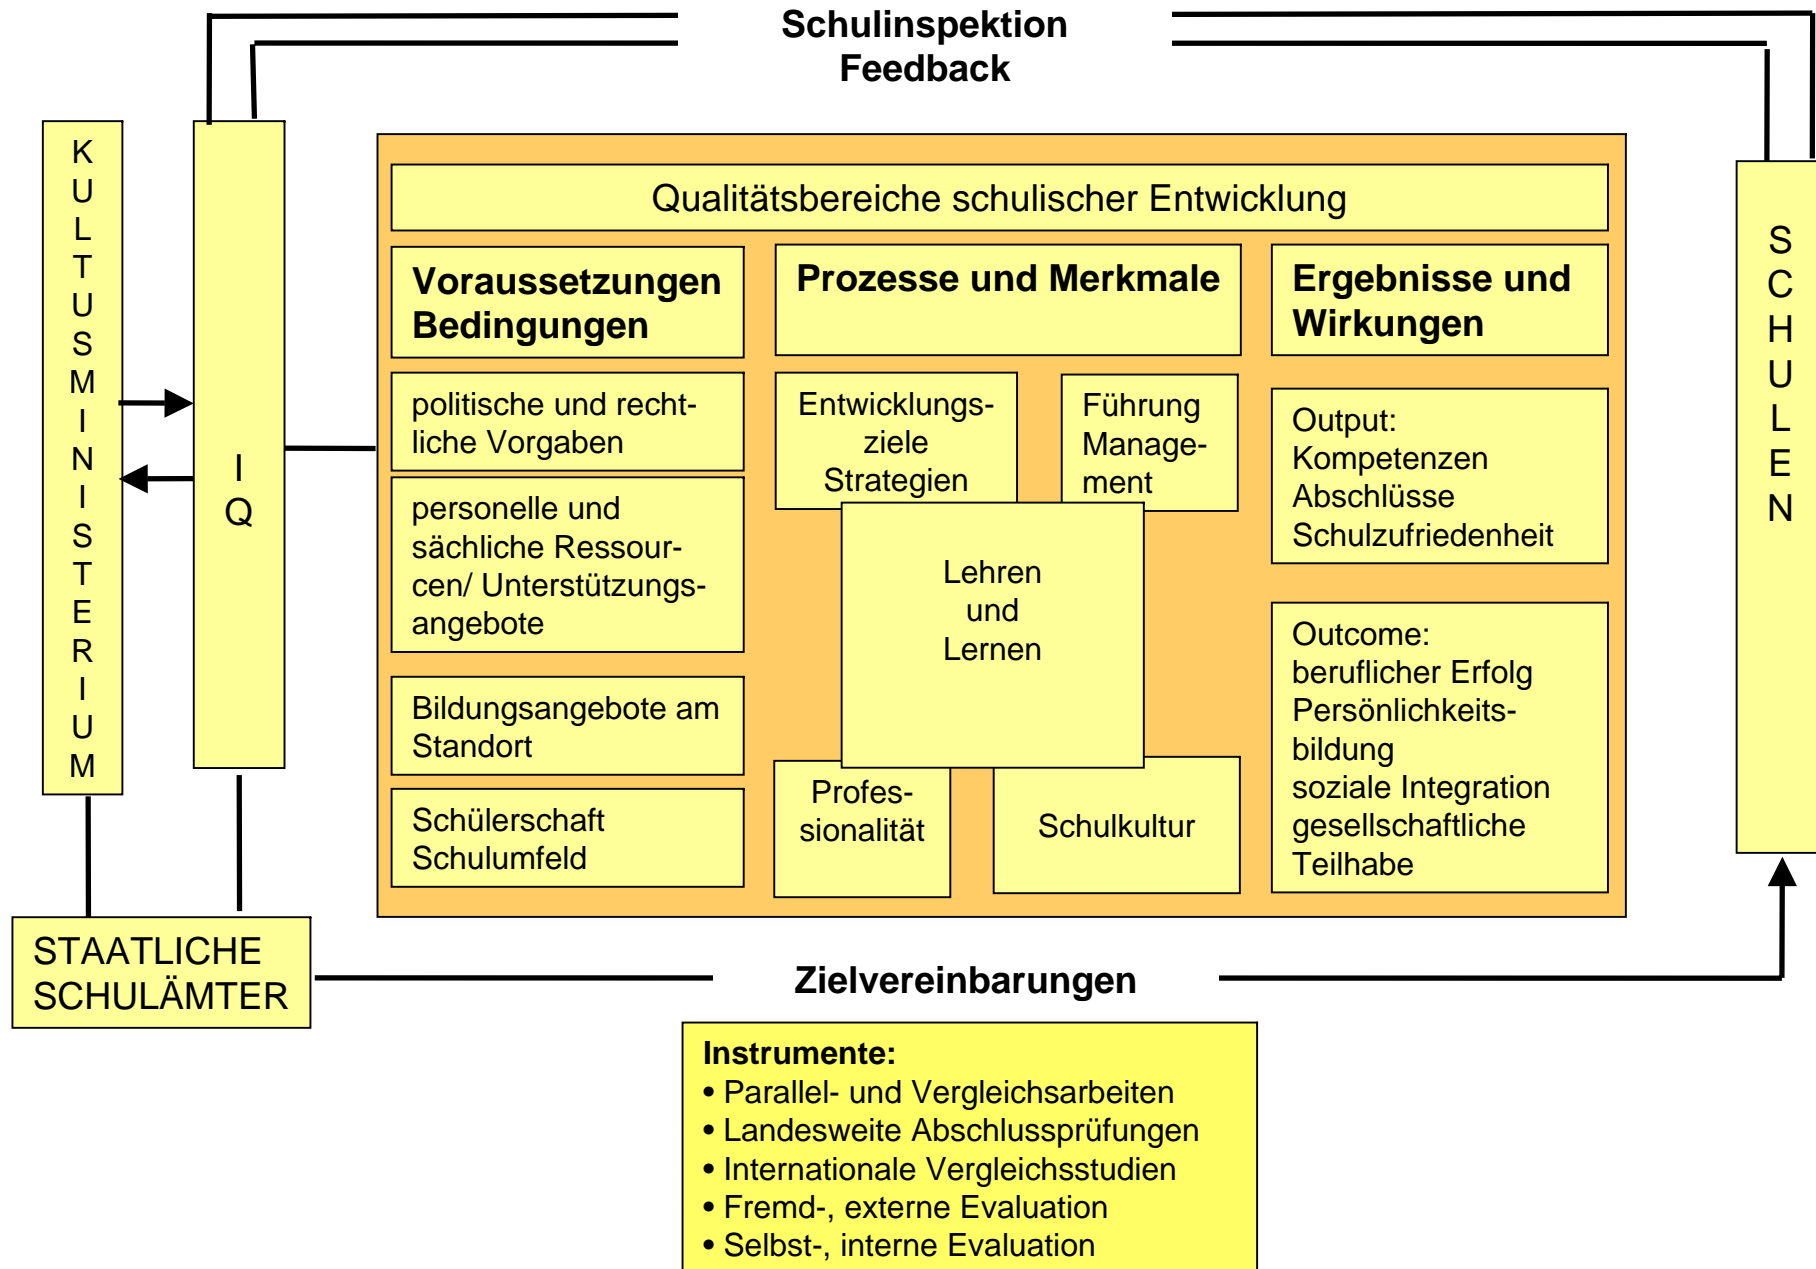 Schulinspektion
Feedback
KULTUSMINISTERIUM
IQ
Qualitätsbereiche schulischer Entwicklung
Voraussetzungen
Bedingungen
politische und recht-
liche Vorgaben
personelle und
sächliche Ressour-
cen/ Unterstützungs-
angebote
Bildungsangebote am
Standort
Schülerschaft
Schulumfeld
Prozesse und Merkmale
Entwicklungs-
ziele
Strategien
Führung
Manage-
ment
Lehren
und
Lernen
Profes-
sionalität
Schulkultur
Ergebnisse und
Wirkungen
Output:
Kompetenzen
Abschlüsse
Schulzufriedenheit
Outcome:
beruflicher Erfolg
Persönlichkeits-
bildung
soziale Integration
gesellschaftliche
Teilhabe
SCHULEN
STAATLICHE
SCHULÄMTER
Zielvereinbarungen
Instrumente:
• Parallel- und Vergleichsarbeiten
• Landesweite Abschlussprüfungen
• Internationale Vergleichsstudien
• Fremd-, externe Evaluation
• Selbst-, interne Evaluation